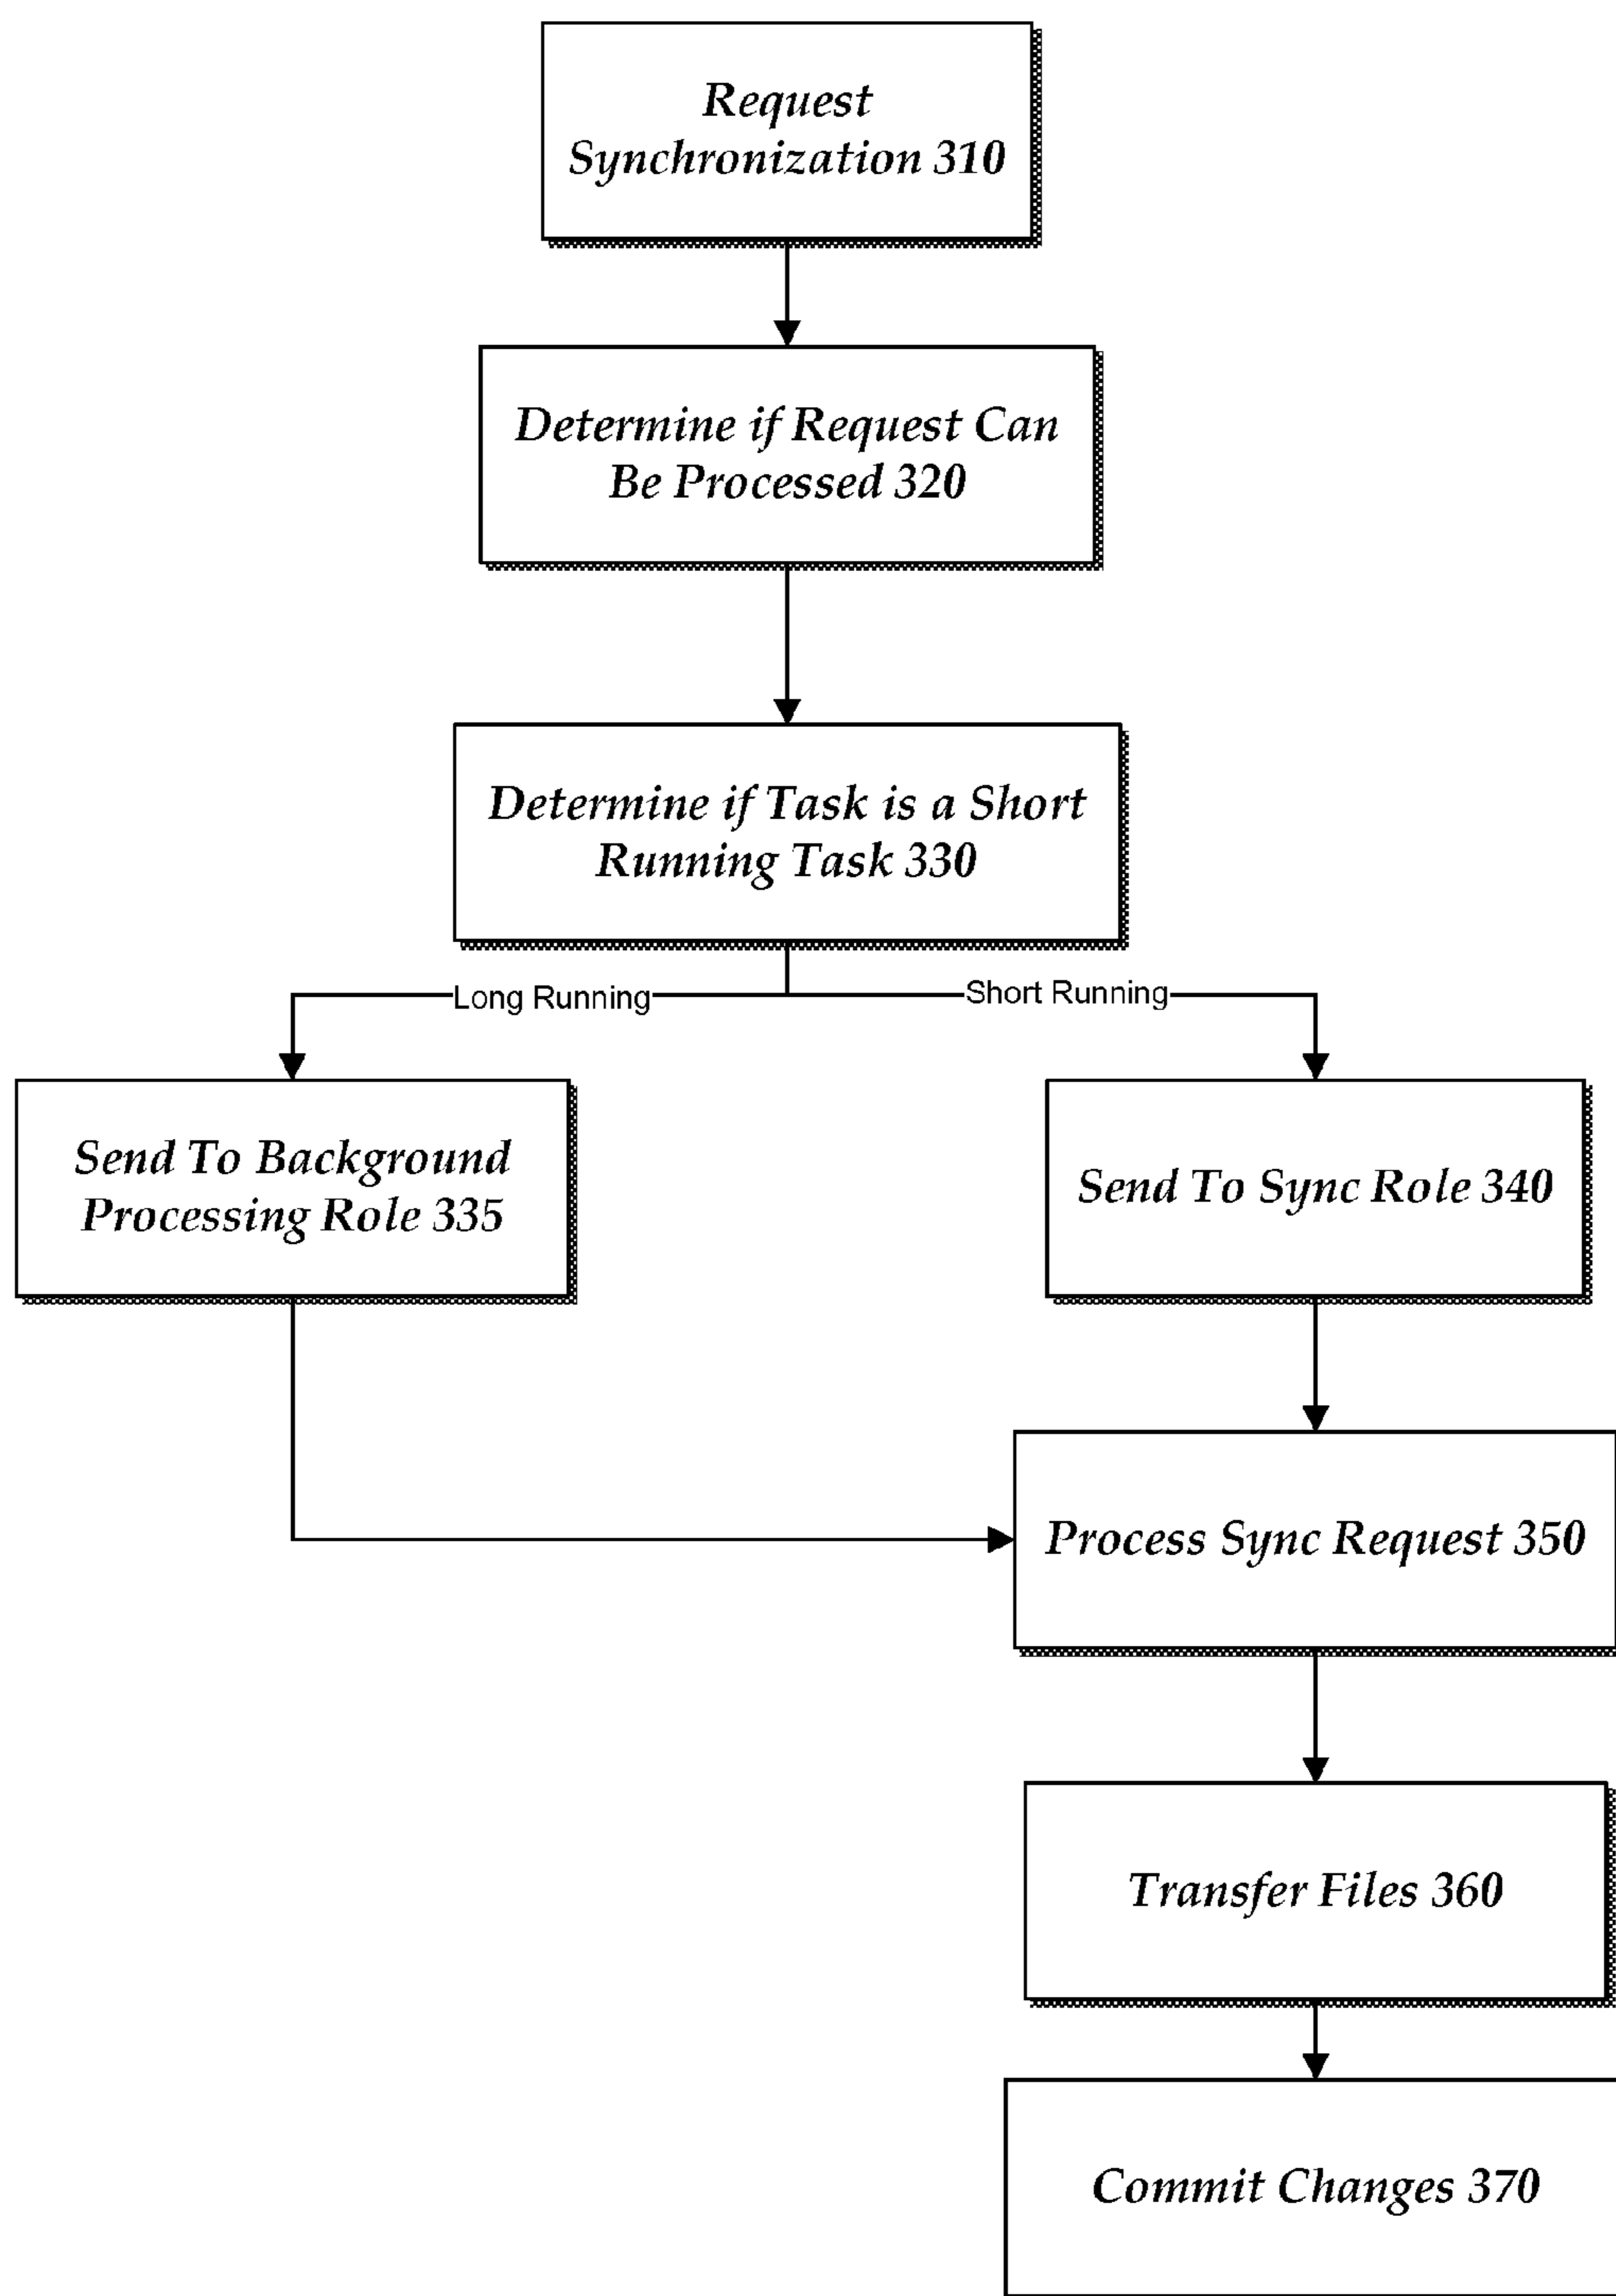 Request
Synchronization 310
Determine if Request Can
Be Processed 320
Determine if Task is a Short
Running Task 330
Long Running
Short Running
Send To Background
Processing Role 335
Send To Sync Role 340
Process Sync Request 350
Transfer Files 360
Commit Changes 370